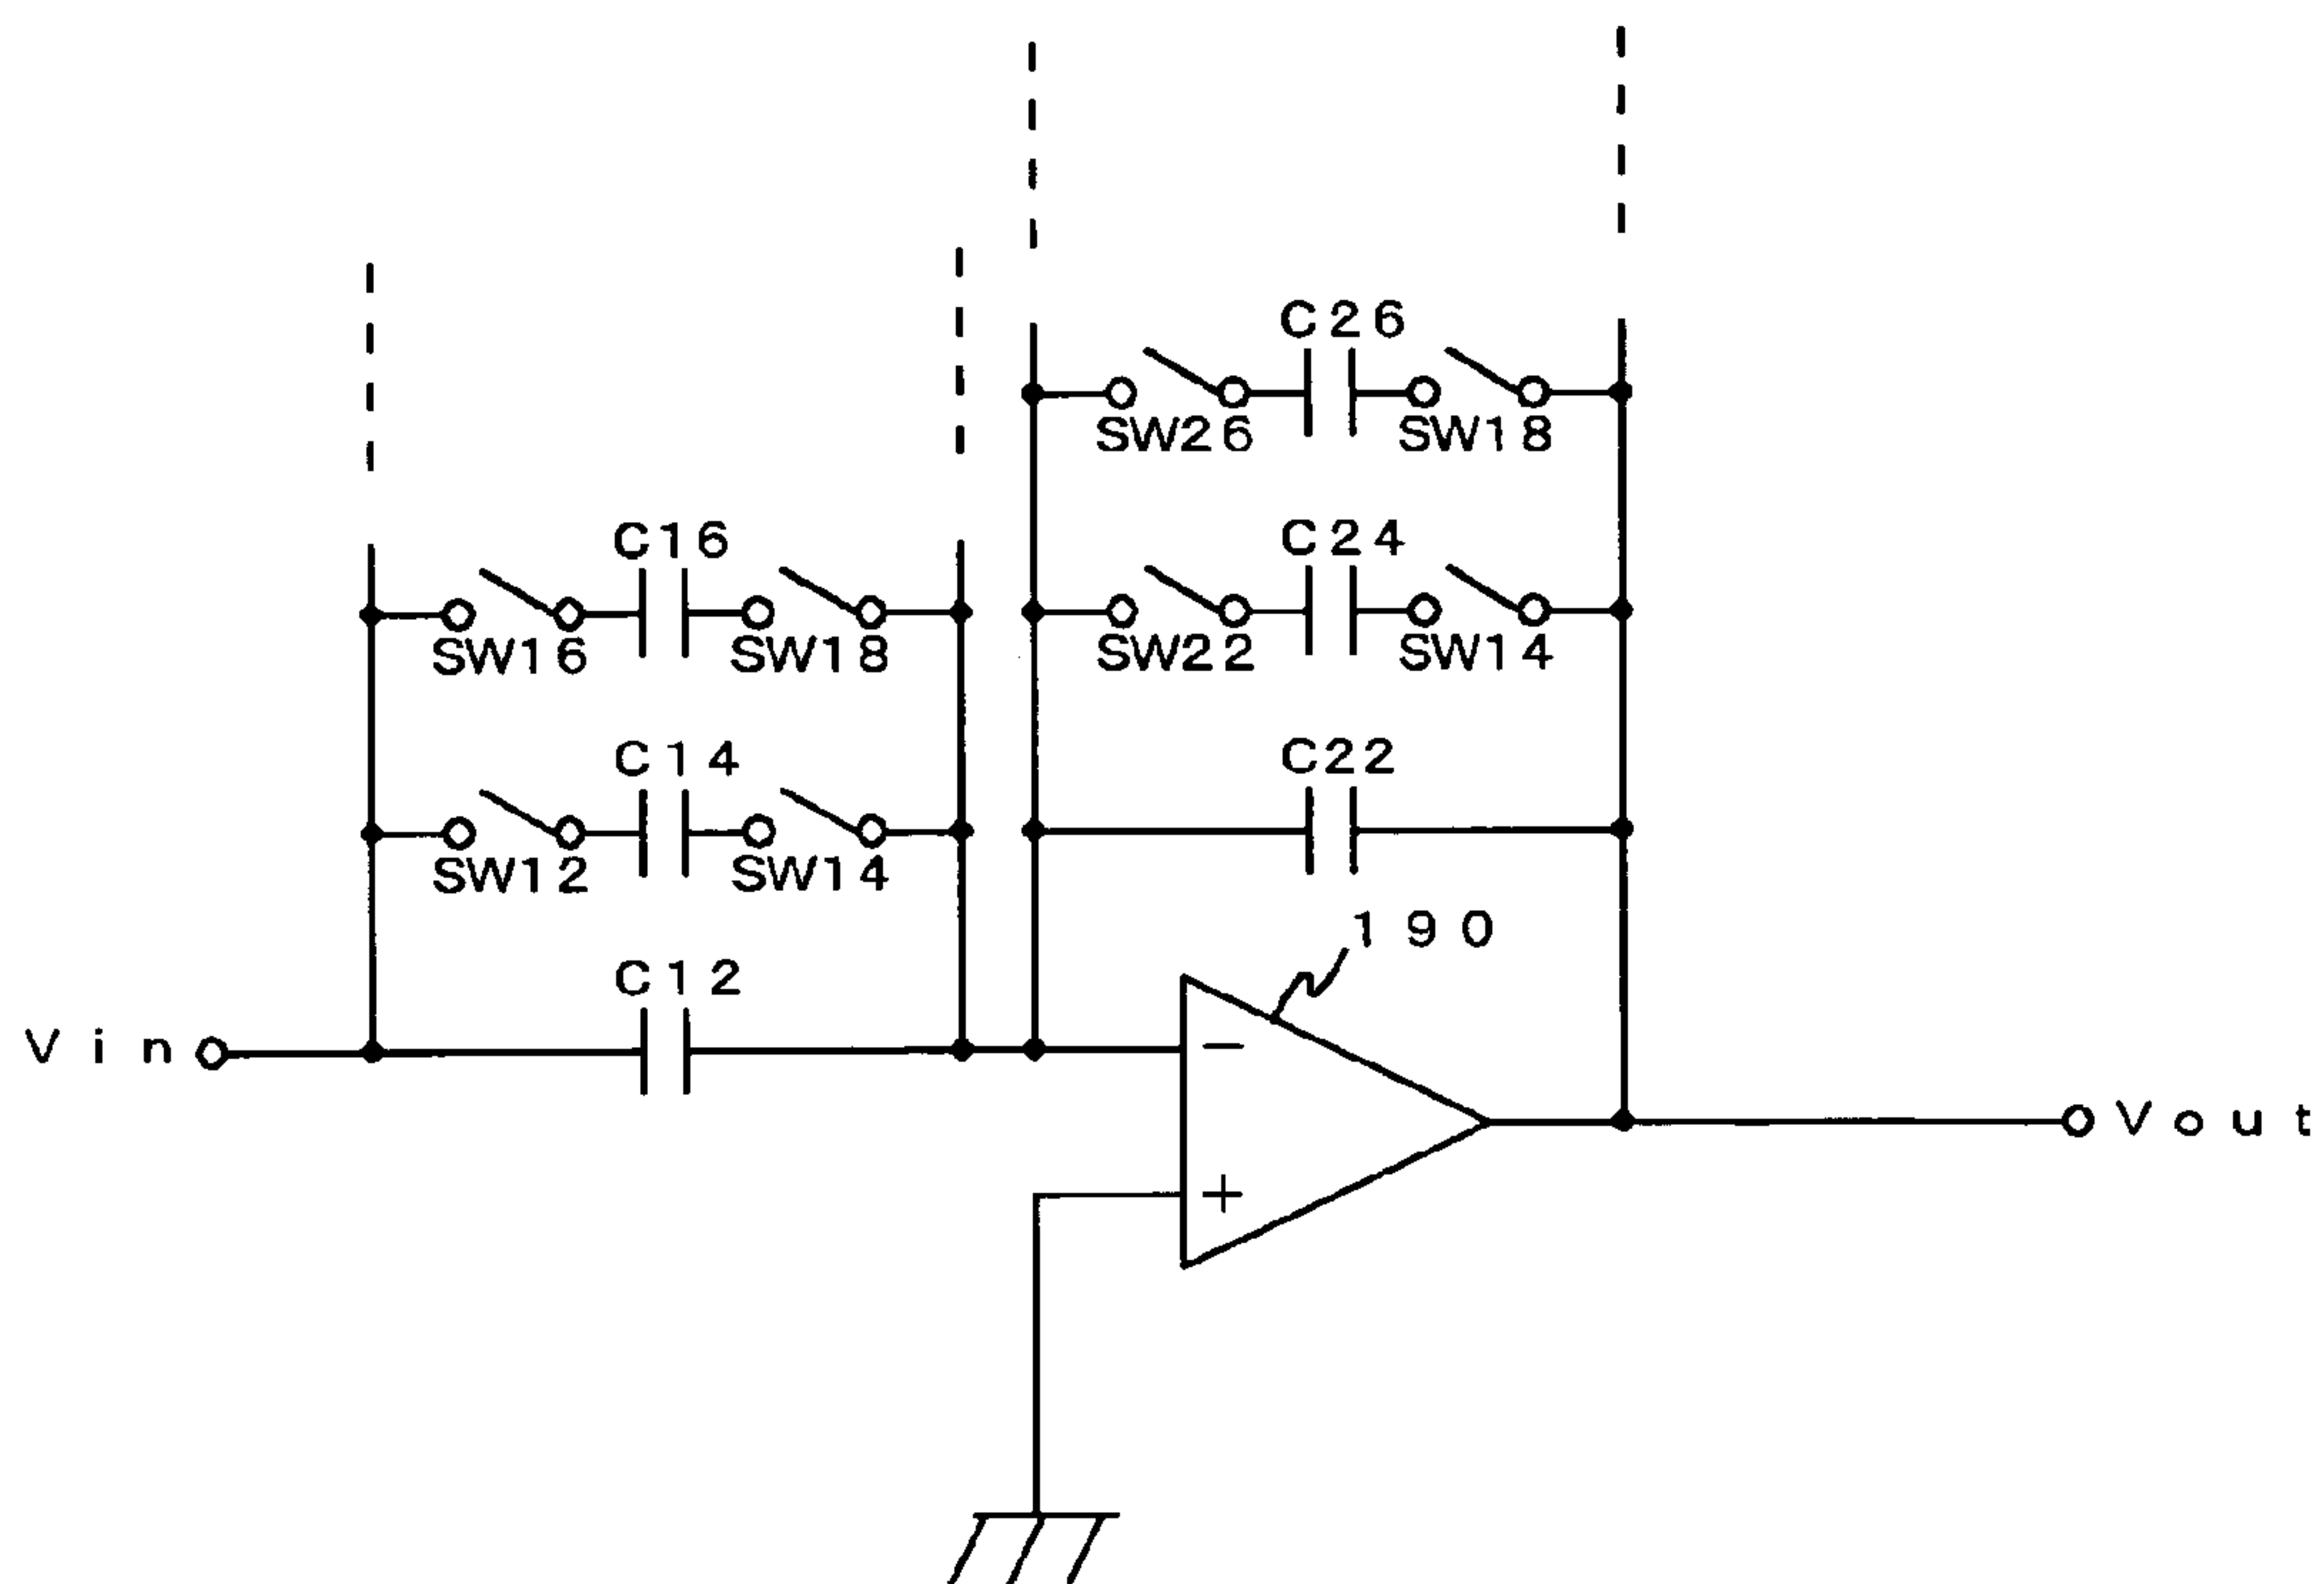 C26
SW26 SW18
C16 C24
SW16 SW18 SW22 SW14
C14 C22
SW12 SW14
190
C12
Vin
−
Vout
+